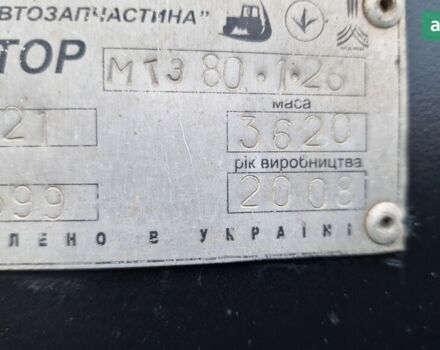 ВТОЗАПЧАСТИНА"
ТОР МТЗ 80.1.26
маса
21 3620
рік виробництва
99 2008
ЛЕНО В УКРАЇНІ